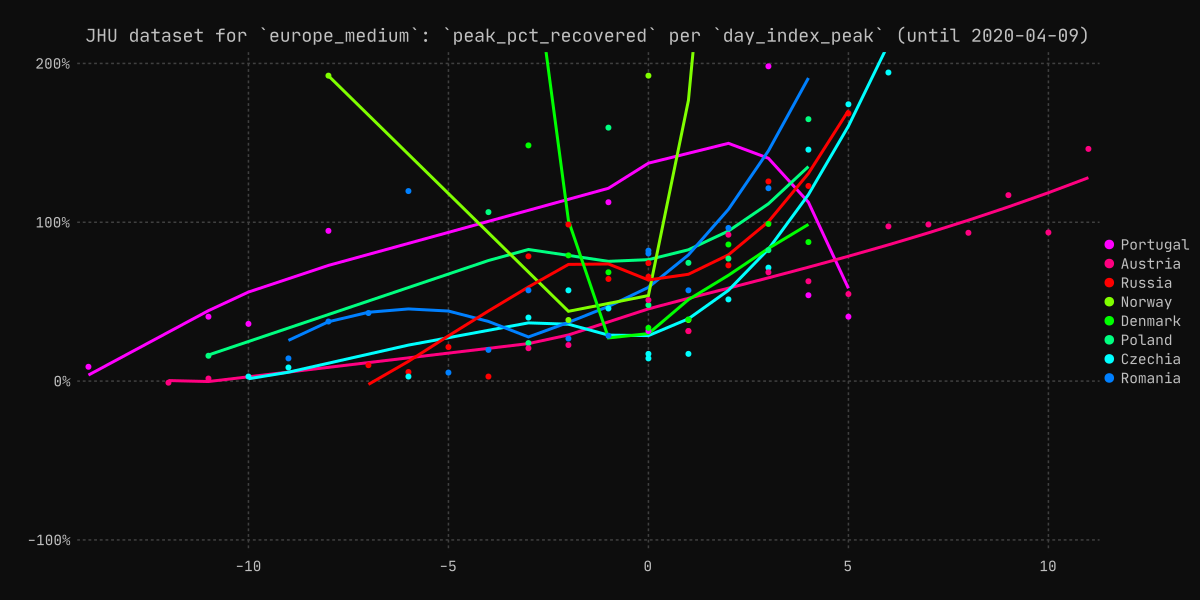 JHU dataset for `europe_medium`: `peak_pct_recovered` per `day_index_peak` (until 2020-04-09)
200%
100%
0%
-100%
-10
-5
0
5
10
Portugal
Austria
Russia
Norway
Denmark
Poland
Czechia
Romania